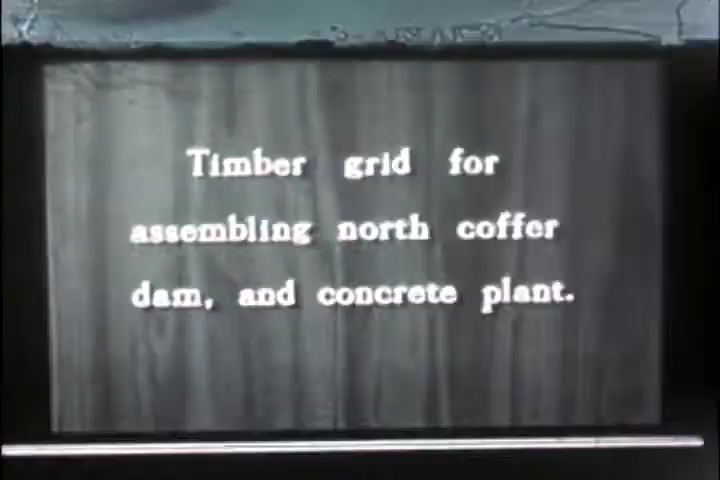 Timber grid for
assembling north coffer
dam, and concrete plant.